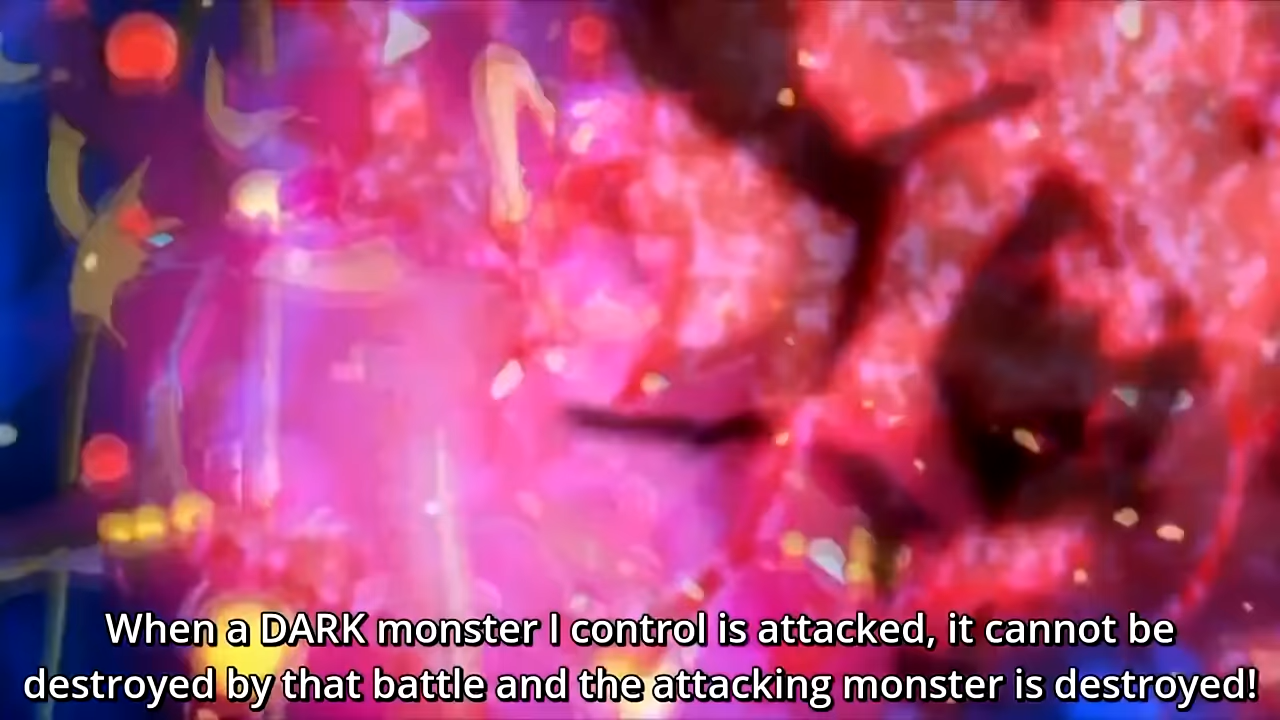 When a DARK monster I control is attacked, it cannot be
destroyed by that battle and the attacking monster is destroyed!